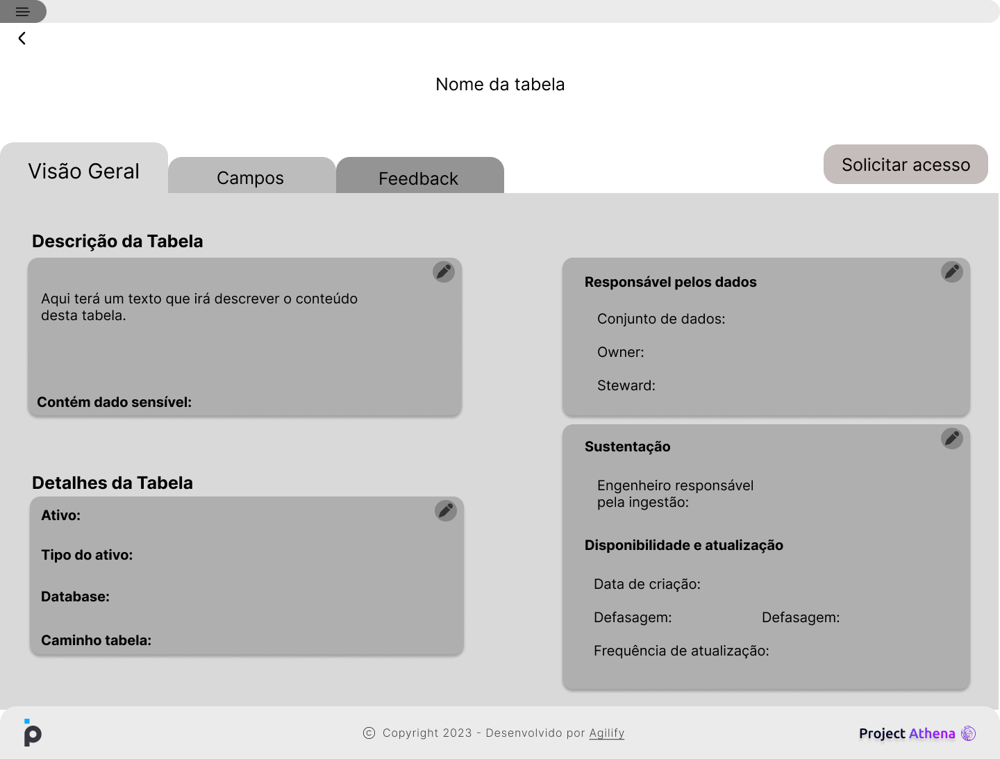 Nome da tabela
Visão Geral
Campos
Feedback
Solicitar acesso
Descrição da Tabela
Aqui terá um texto que irá descrever o conteúdo
desta tabela.
Contém dado sensível:
Detalhes da Tabela
Ativo:
Tipo do ativo:
Database:
Caminho tabela:
Responsável pelos dados
Conjunto de dados:
Owner:
Steward:
Sustentação
Engenheiro responsável
pela ingestão:
Disponibilidade e atualização
Data de criação:
Defasagem: Defasagem:
Frequência de atualização:
p
© Copyright 2023 - Desenvolvido por Agilify
Project Athena